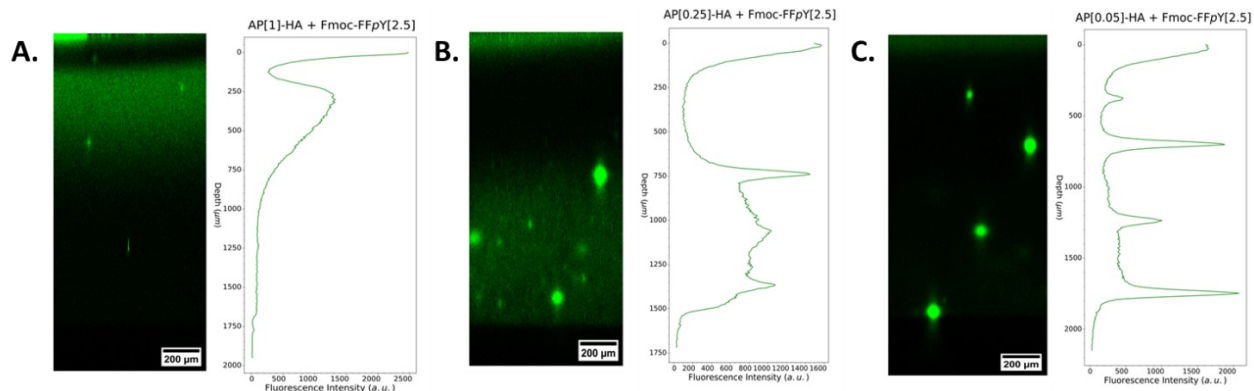 A.
AP[1]-HA + Fmoc-FFpY[2.5]
0
250
500
750
1000
1250
1500
1750
2000
Depth (μm)
0 500 1000 1500 2000 2500
Fluorescence Intensity (a.u.)
200 μm
B.
AP[0.25]-HA + Fmoc-FFpY[2.5]
0
250
500
750
1000
1250
1500
1750
Depth (μm)
0 200 400 600 800 1000 1200 1400 1600
Fluorescence Intensity (a.u.)
200 μm
C.
AP[0.05]-HA + Fmoc-FFpY[2.5]
0
500
1000
1500
2000
Depth (μm)
0 500 1000 1500 2000
Fluorescence Intensity (a.u.)
200 μm